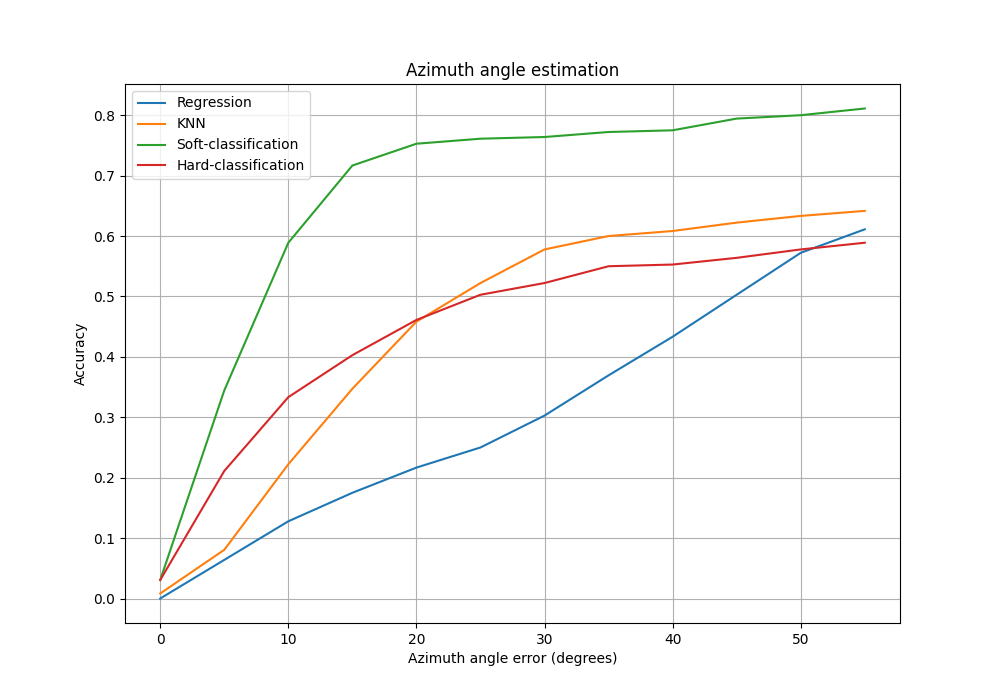 Azimuth angle estimation
Regression
KNN
Soft-classification
Hard-classification
Accuracy
0.8
0.7
0.6
0.5
0.4
0.3
0.2
0.1
0.0
0 10 20 30 40 50
Azimuth angle error (degrees)